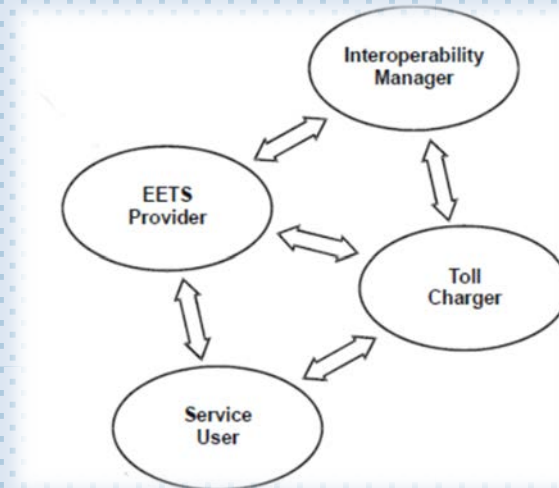 Interoperability
Manager
EETS
Provider
Toll
Charger
Service
User